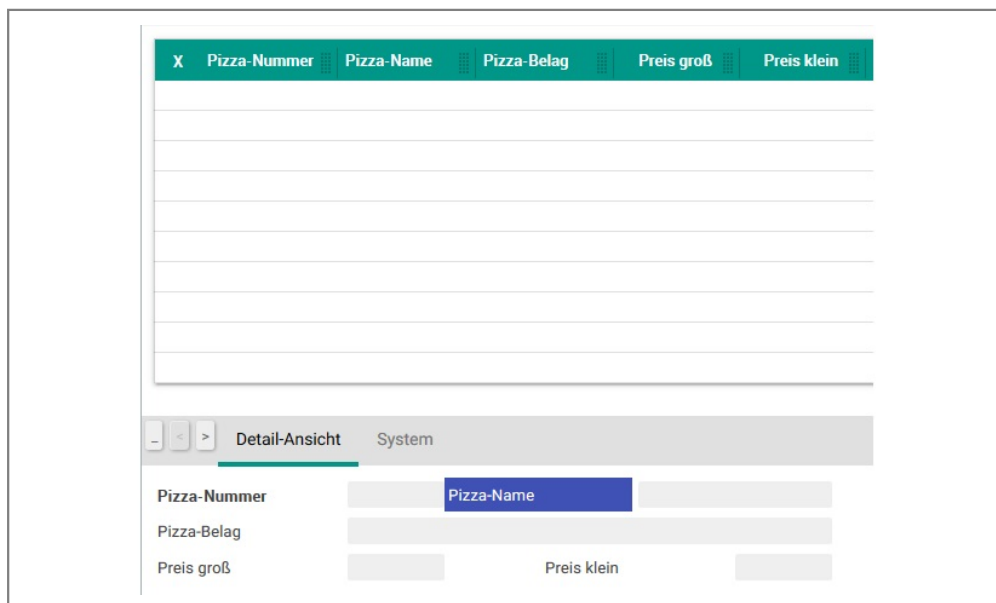 X Pizza-Nummer Pizza-Name Pizza-Belag Preis groß Preis klein
_ < > Detail-Ansicht System
Pizza-Nummer Pizza-Name
Pizza-Belag
Preis groß Preis klein